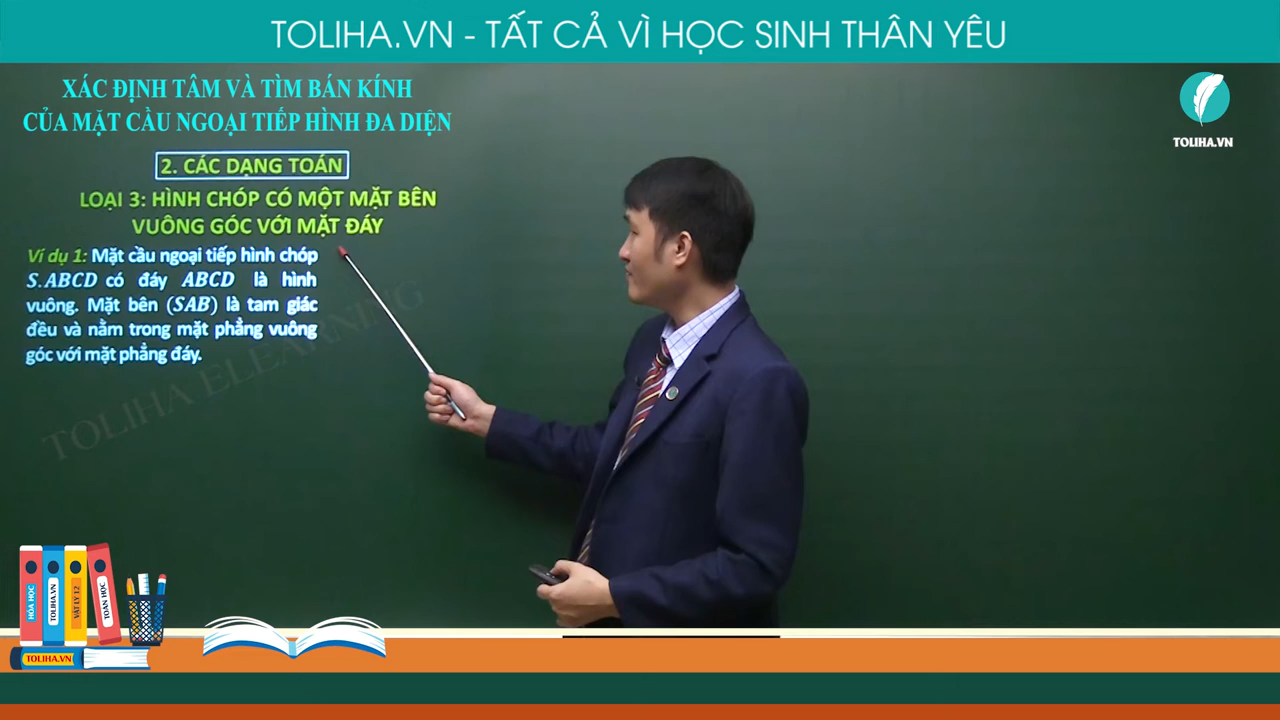 TOLIHA.VN - TẤT CẢ VÌ HỌC SINH THÂN YÊU
XÁC ĐỊNH TÂM VÀ TÌM BÁN KÍNH
CỦA MẶT CẦU NGOẠI TIẾP HÌNH ĐA DIỆN
TOLIHA.VN
2. CÁC DẠNG TOÁN
LOẠI 3: HÌNH CHÓP CÓ MỘT MẶT BÊN
VUÔNG GÓC VỚI MẶT ĐÁY
Ví dụ 1: Mặt cầu ngoại tiếp hình chóp
S.ABCD có đáy ABCD là hình
vuông. Mặt bên (SAB) là tam giác
đều và nằm trong mặt phẳng vuông
góc với mặt phẳng đáy.
TOLIHA ELEARNING
HÓA HỌC
TOLIHA.VN
VẬT LÝ 12
TOÁN HỌC
TOLIHA.VN